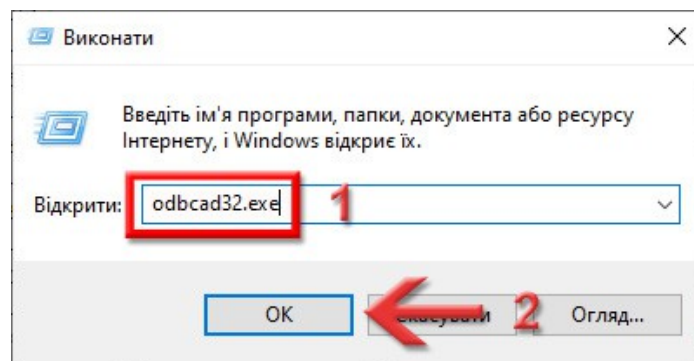 Виконати
Введіть ім'я програми, папки, документа або ресурсу
Інтернету, і Windows відкриє їх.
Відкрити: odbcad32.exe 1
OK Скасувати 2 Огляд...